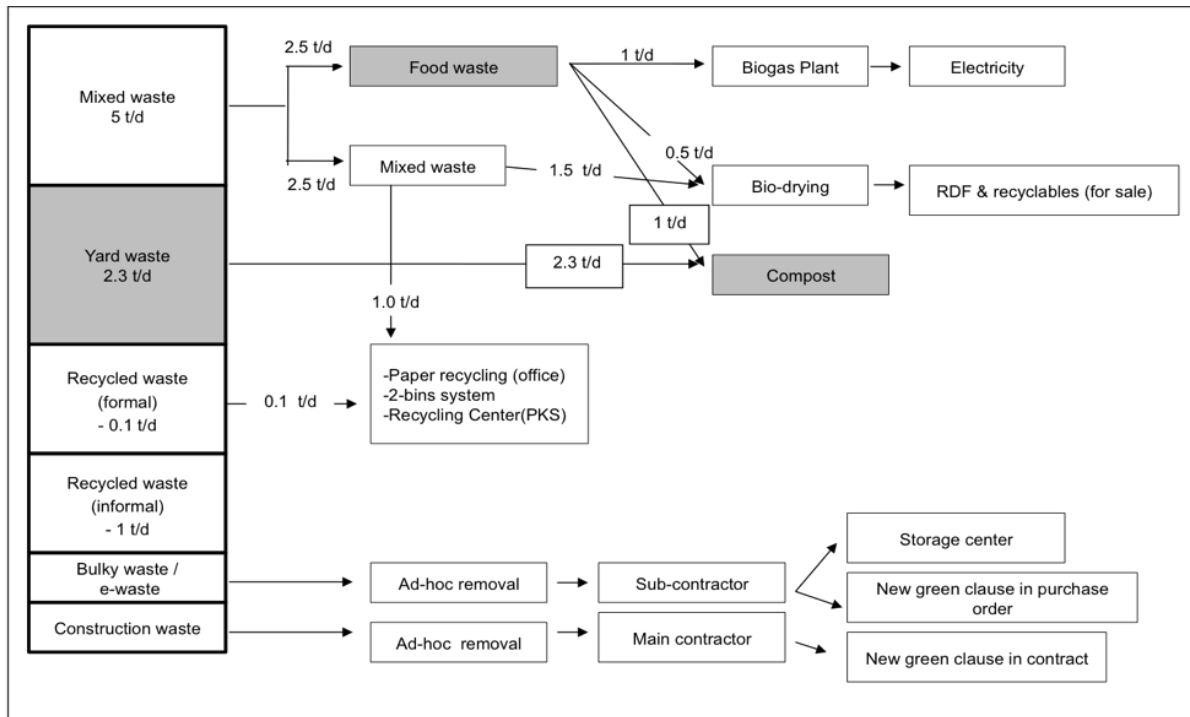 Mixed waste
5 t/d
Yard waste
2.3 t/d
Recycled waste
(formal)
- 0.1 t/d
Recycled waste
(informal)
- 1 t/d
Bulky waste /
e-waste
Construction waste
2.5 t/d
2.5 t/d
Food waste
Mixed waste
1 t/d
0.5 t/d
1.5 t/d
1 t/d
2.3 t/d
1.0 t/d
0.1 t/d
Biogas Plant
Electricity
Bio-drying
RDF & recyclables (for sale)
Compost
-Paper recycling (office)
-2-bins system
-Recycling Center(PKS)
Ad-hoc removal
Sub-contractor
Storage center
New green clause in purchase
order
Ad-hoc removal
Main contractor
New green clause in contract